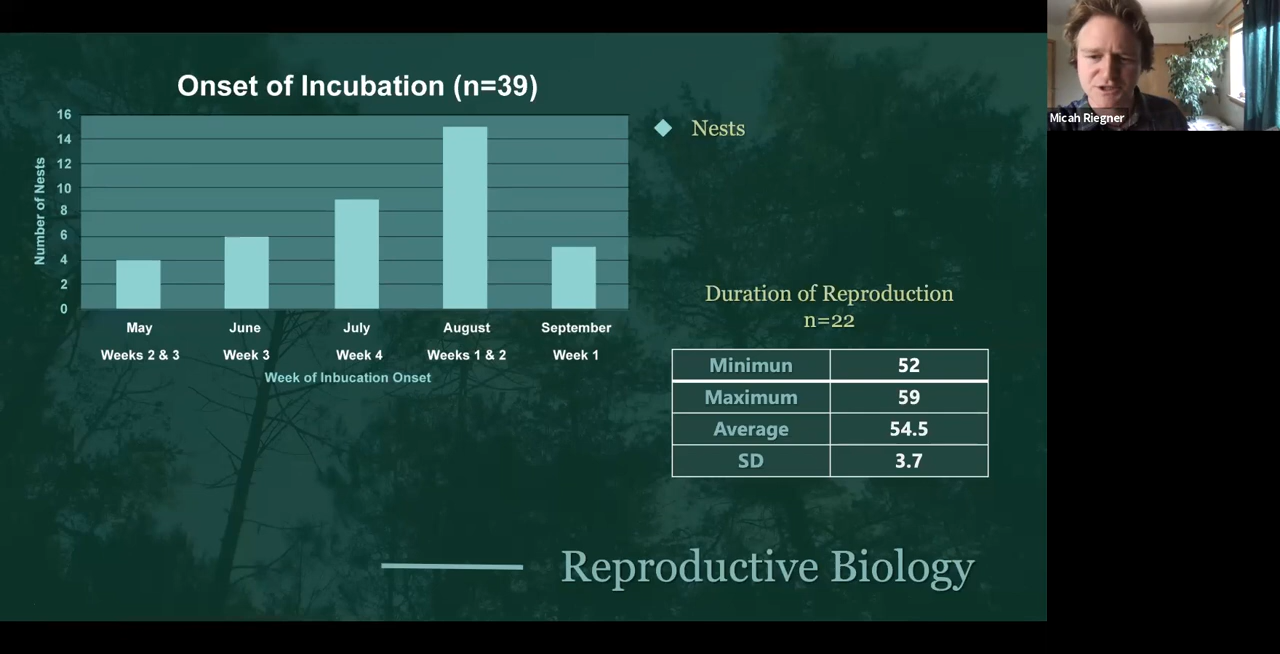 Onset of Incubation (n=39)
16
14
12
10
8
6
4
2
0
Number of Nests
May
June
July
August
September
Weeks 2 & 3
Week 3
Week 4
Weeks 1 & 2
Week 1
Week of Inbucation Onset
Nests
Duration of Reproduction
n=22
Minimun 52
Maximum 59
Average 54.5
SD 3.7
Reproductive Biology
Micah Riegner